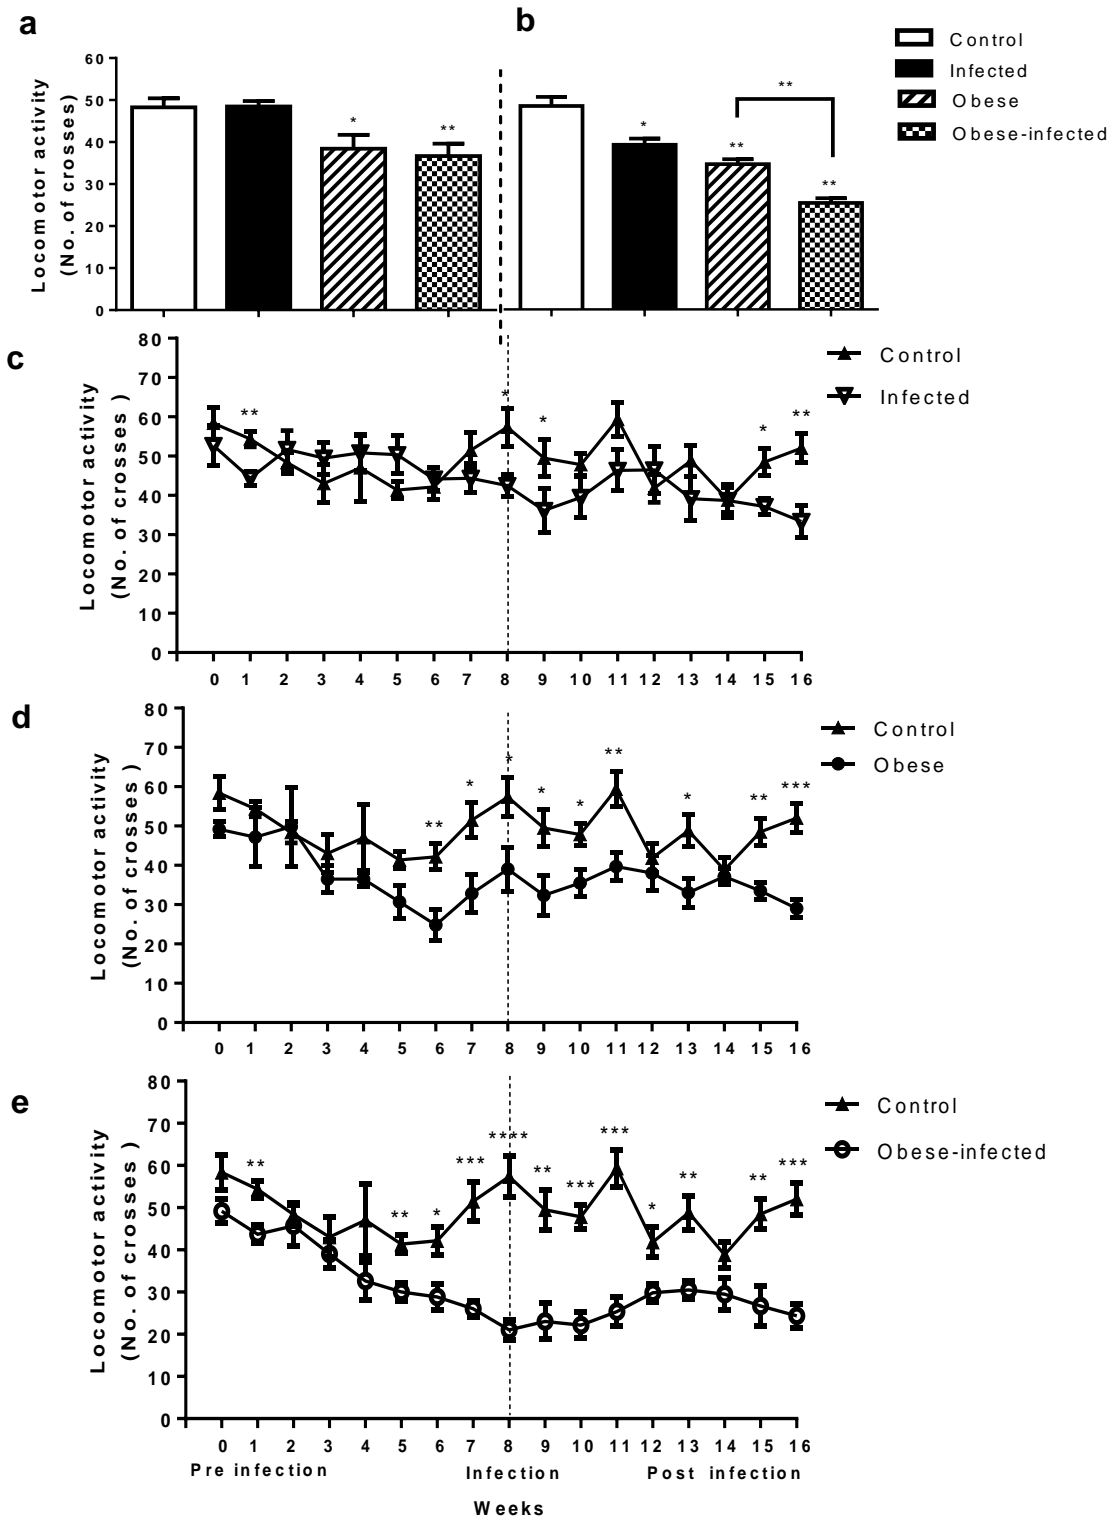 a
b
Control
Infected
Obese
Obese-infected
Locomotor activity
(No. of crosses)
60
50
40
30
20
10
0
*
**
*
**
**
**
c
Locomotor activity
(No. of crosses )
80
70
60
50
40
30
20
10
0
**
*
*
*
**
Control
Infected
0 1 2 3 4 5 6 7 8 9 10 11 12 13 14 15 16
d
Locomotor activity
(No. of crosses )
80
70
60
50
40
30
20
10
0
**
*
*
*
*
**
*
**
***
Control
Obese
0 1 2 3 4 5 6 7 8 9 10 11 12 13 14 15 16
e
Locomotor activity
(No. of crosses )
80
70
60
50
40
30
20
10
0
**
**
*
***
****
**
***
***
*
**
**
***
Control
Obese-infected
0 1 2 3 4 5 6 7 8 9 10 11 12 13 14 15 16
Pre infection Infection Post infection
Weeks